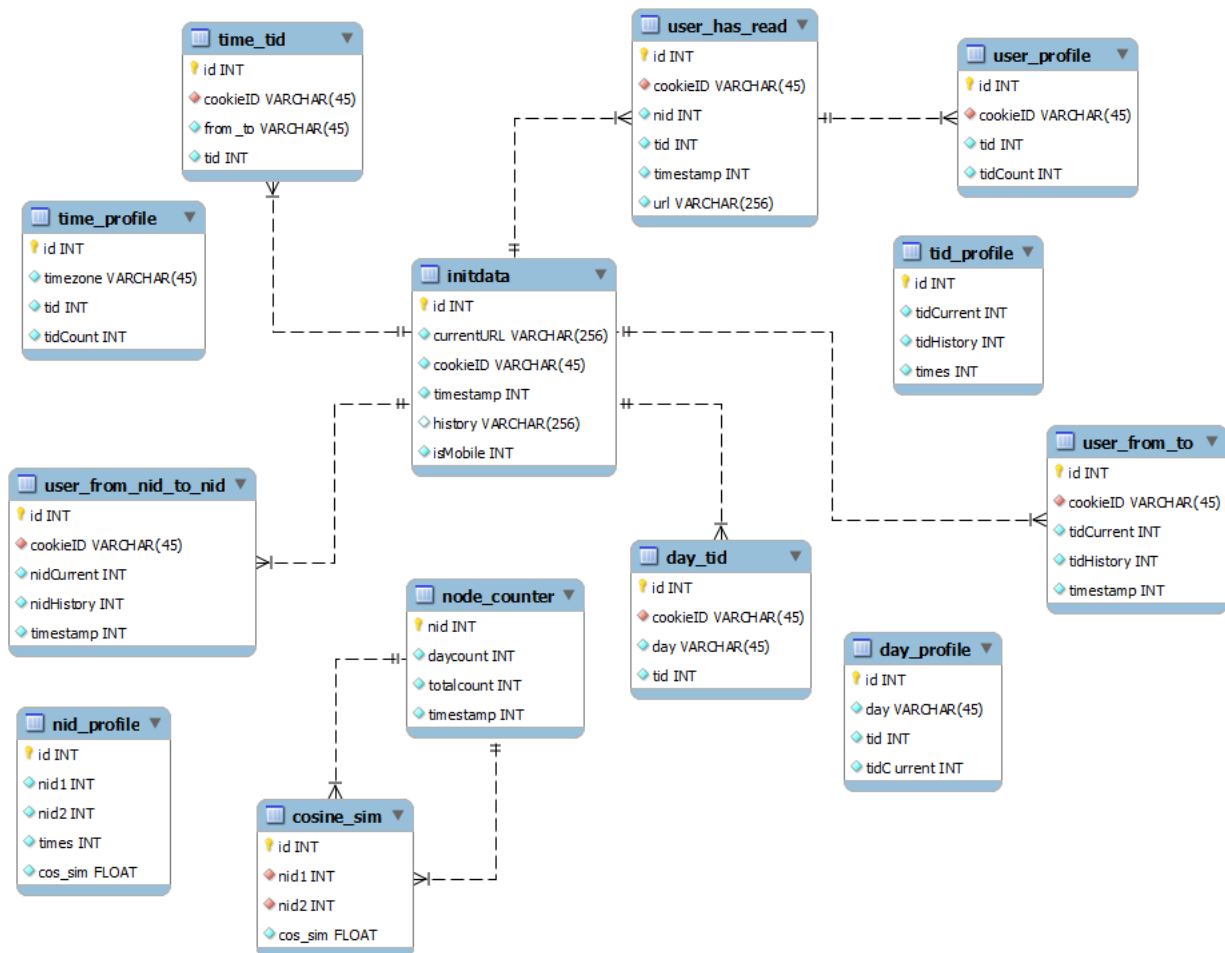 time_tid
id INT
cookieID VARCHAR(45)
from_to VARCHAR(45)
tid INT
user_has_read
id INT
cookieID VARCHAR(45)
nid INT
tid INT
timestamp INT
url VARCHAR(256)
user_profile
id INT
cookieID VARCHAR(45)
tid INT
tidCount INT
time_profile
id INT
timezone VARCHAR(45)
tid INT
tidCount INT
initdata
id INT
currentURL VARCHAR(256)
cookieID VARCHAR(45)
timestamp INT
history VARCHAR(256)
isMobile INT
tid_profile
id INT
tidCurrent INT
tidHistory INT
times INT
user_from_nid_to_nid
id INT
cookieID VARCHAR(45)
nidCurrent INT
nidHistory INT
timestamp INT
user_from_to
id INT
cookieID VARCHAR(45)
tidCurrent INT
tidHistory INT
timestamp INT
node_counter
nid INT
daycount INT
totalcount INT
timestamp INT
day_tid
id INT
cookieID VARCHAR(45)
day VARCHAR(45)
tid INT
day_profile
id INT
day VARCHAR(45)
tid INT
tidCurrent INT
nid_profile
id INT
nid1 INT
nid2 INT
times INT
cos_sim FLOAT
cosine_sim
id INT
nid1 INT
nid2 INT
cos_sim FLOAT